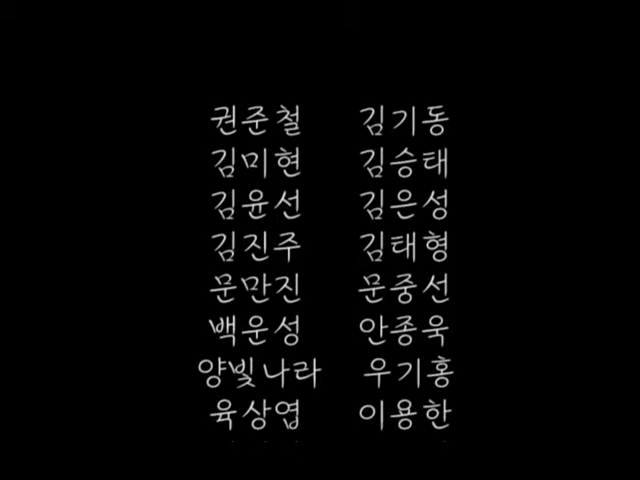 권준철 김기동
김미현 김승태
김윤선 김은성
김진주 김태형
문만진 문중선
백운성 안종욱
양빛나라 우기홍
육상엽 이용한